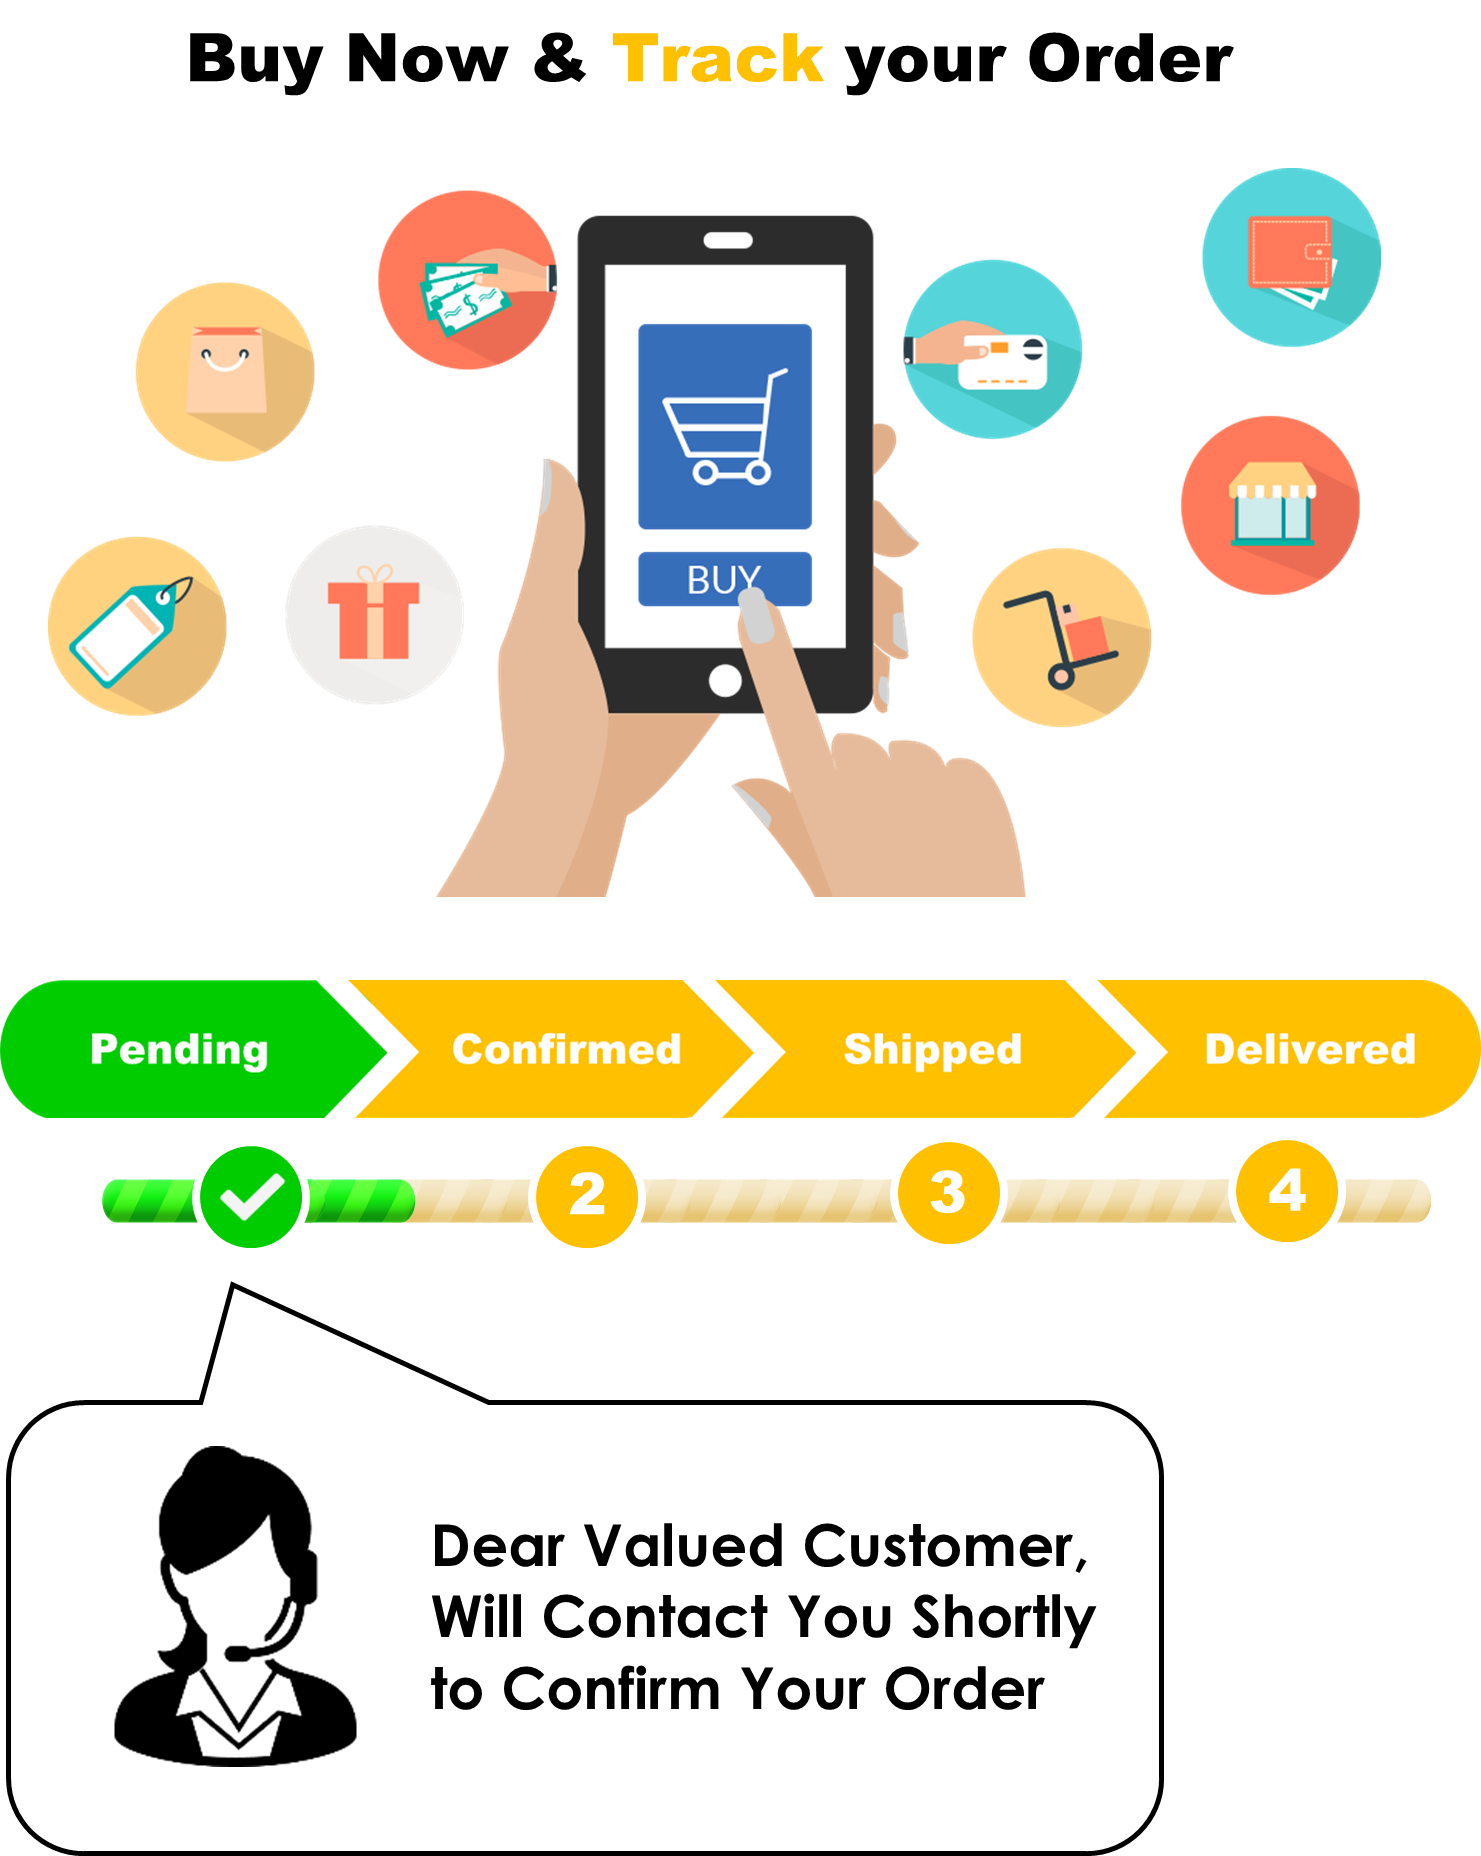 Buy Now & Track your Order
BUY
Pending
Confirmed
Shipped
Delivered
2
3
4
Dear Valued Customer,
Will Contact You Shortly
to Confirm Your Order